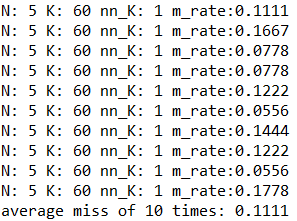 N: 5 K: 60 nn_K: 1 m_rate:0.1111
N: 5 K: 60 nn_K: 1 m_rate:0.1667
N: 5 K: 60 nn_K: 1 m_rate:0.0778
N: 5 K: 60 nn_K: 1 m_rate:0.0778
N: 5 K: 60 nn_K: 1 m_rate:0.1222
N: 5 K: 60 nn_K: 1 m_rate:0.0556
N: 5 K: 60 nn_K: 1 m_rate:0.1444
N: 5 K: 60 nn_K: 1 m_rate:0.1222
N: 5 K: 60 nn_K: 1 m_rate:0.0556
N: 5 K: 60 nn_K: 1 m_rate:0.1778
average miss of 10 times: 0.1111